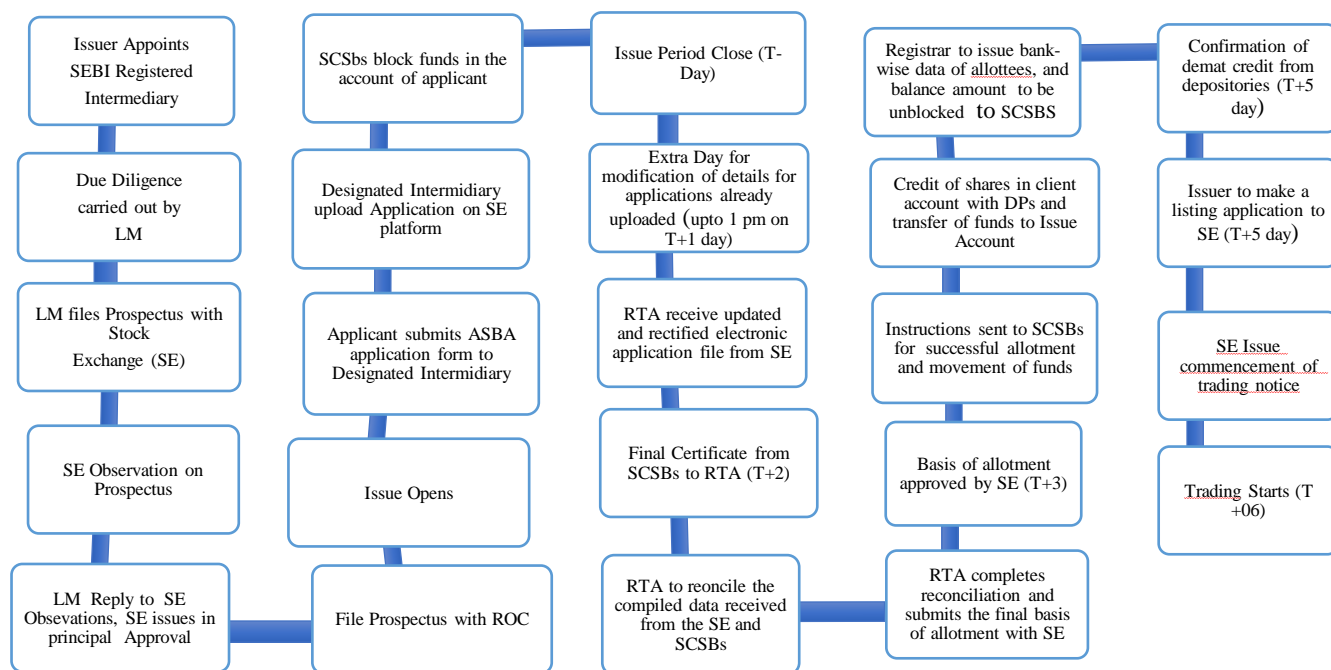 Issuer Appoints
SEBI Registered
Intermediary
Due Diligence
carried out by
LM
LM files Prospectus with
Stock
Exchange (SE)
SE Observation on
Prospectus
LM Reply to SE
Obsevations, SE issues in
principal Approval
File Prospectus with ROC
Issue Opens
Applicant submits ASBA
application form to
Designated Intermediary
Designated Intermidiary
upload Application on SE
platform
SCSbs block funds in the
account of applicant
Issue Period Close (T-
Day)
Extra Day for
modification of details for
applications already
uploaded (upto 1 pm on
T+1 day)
RTA receive updated
and rectified electronic
application file from SE
Final Certificate from
SCSBs to RTA (T+2)
RTA to reconcile the
compiled data received
from the SE and
SCSBs
RTA completes
reconciliation and
submits the final basis
of allotment with SE
Basis of allotment
approved by SE (T+3)
Instructions sent to SCSBs
for successful allotment
and movement of funds
Credit of shares in client
account with DPs and
transfer of funds to Issue
Account
Registrar to issue bank-
wise data of allottees, and
balance amount to be
unblocked to SCSBS
Confirmation of
demat credit from
depositories (T+5
day)
Issuer to make a
listing application to
SE (T+5 day)
SE Issue
commencement of
trading notice
Trading Starts (T
+06)